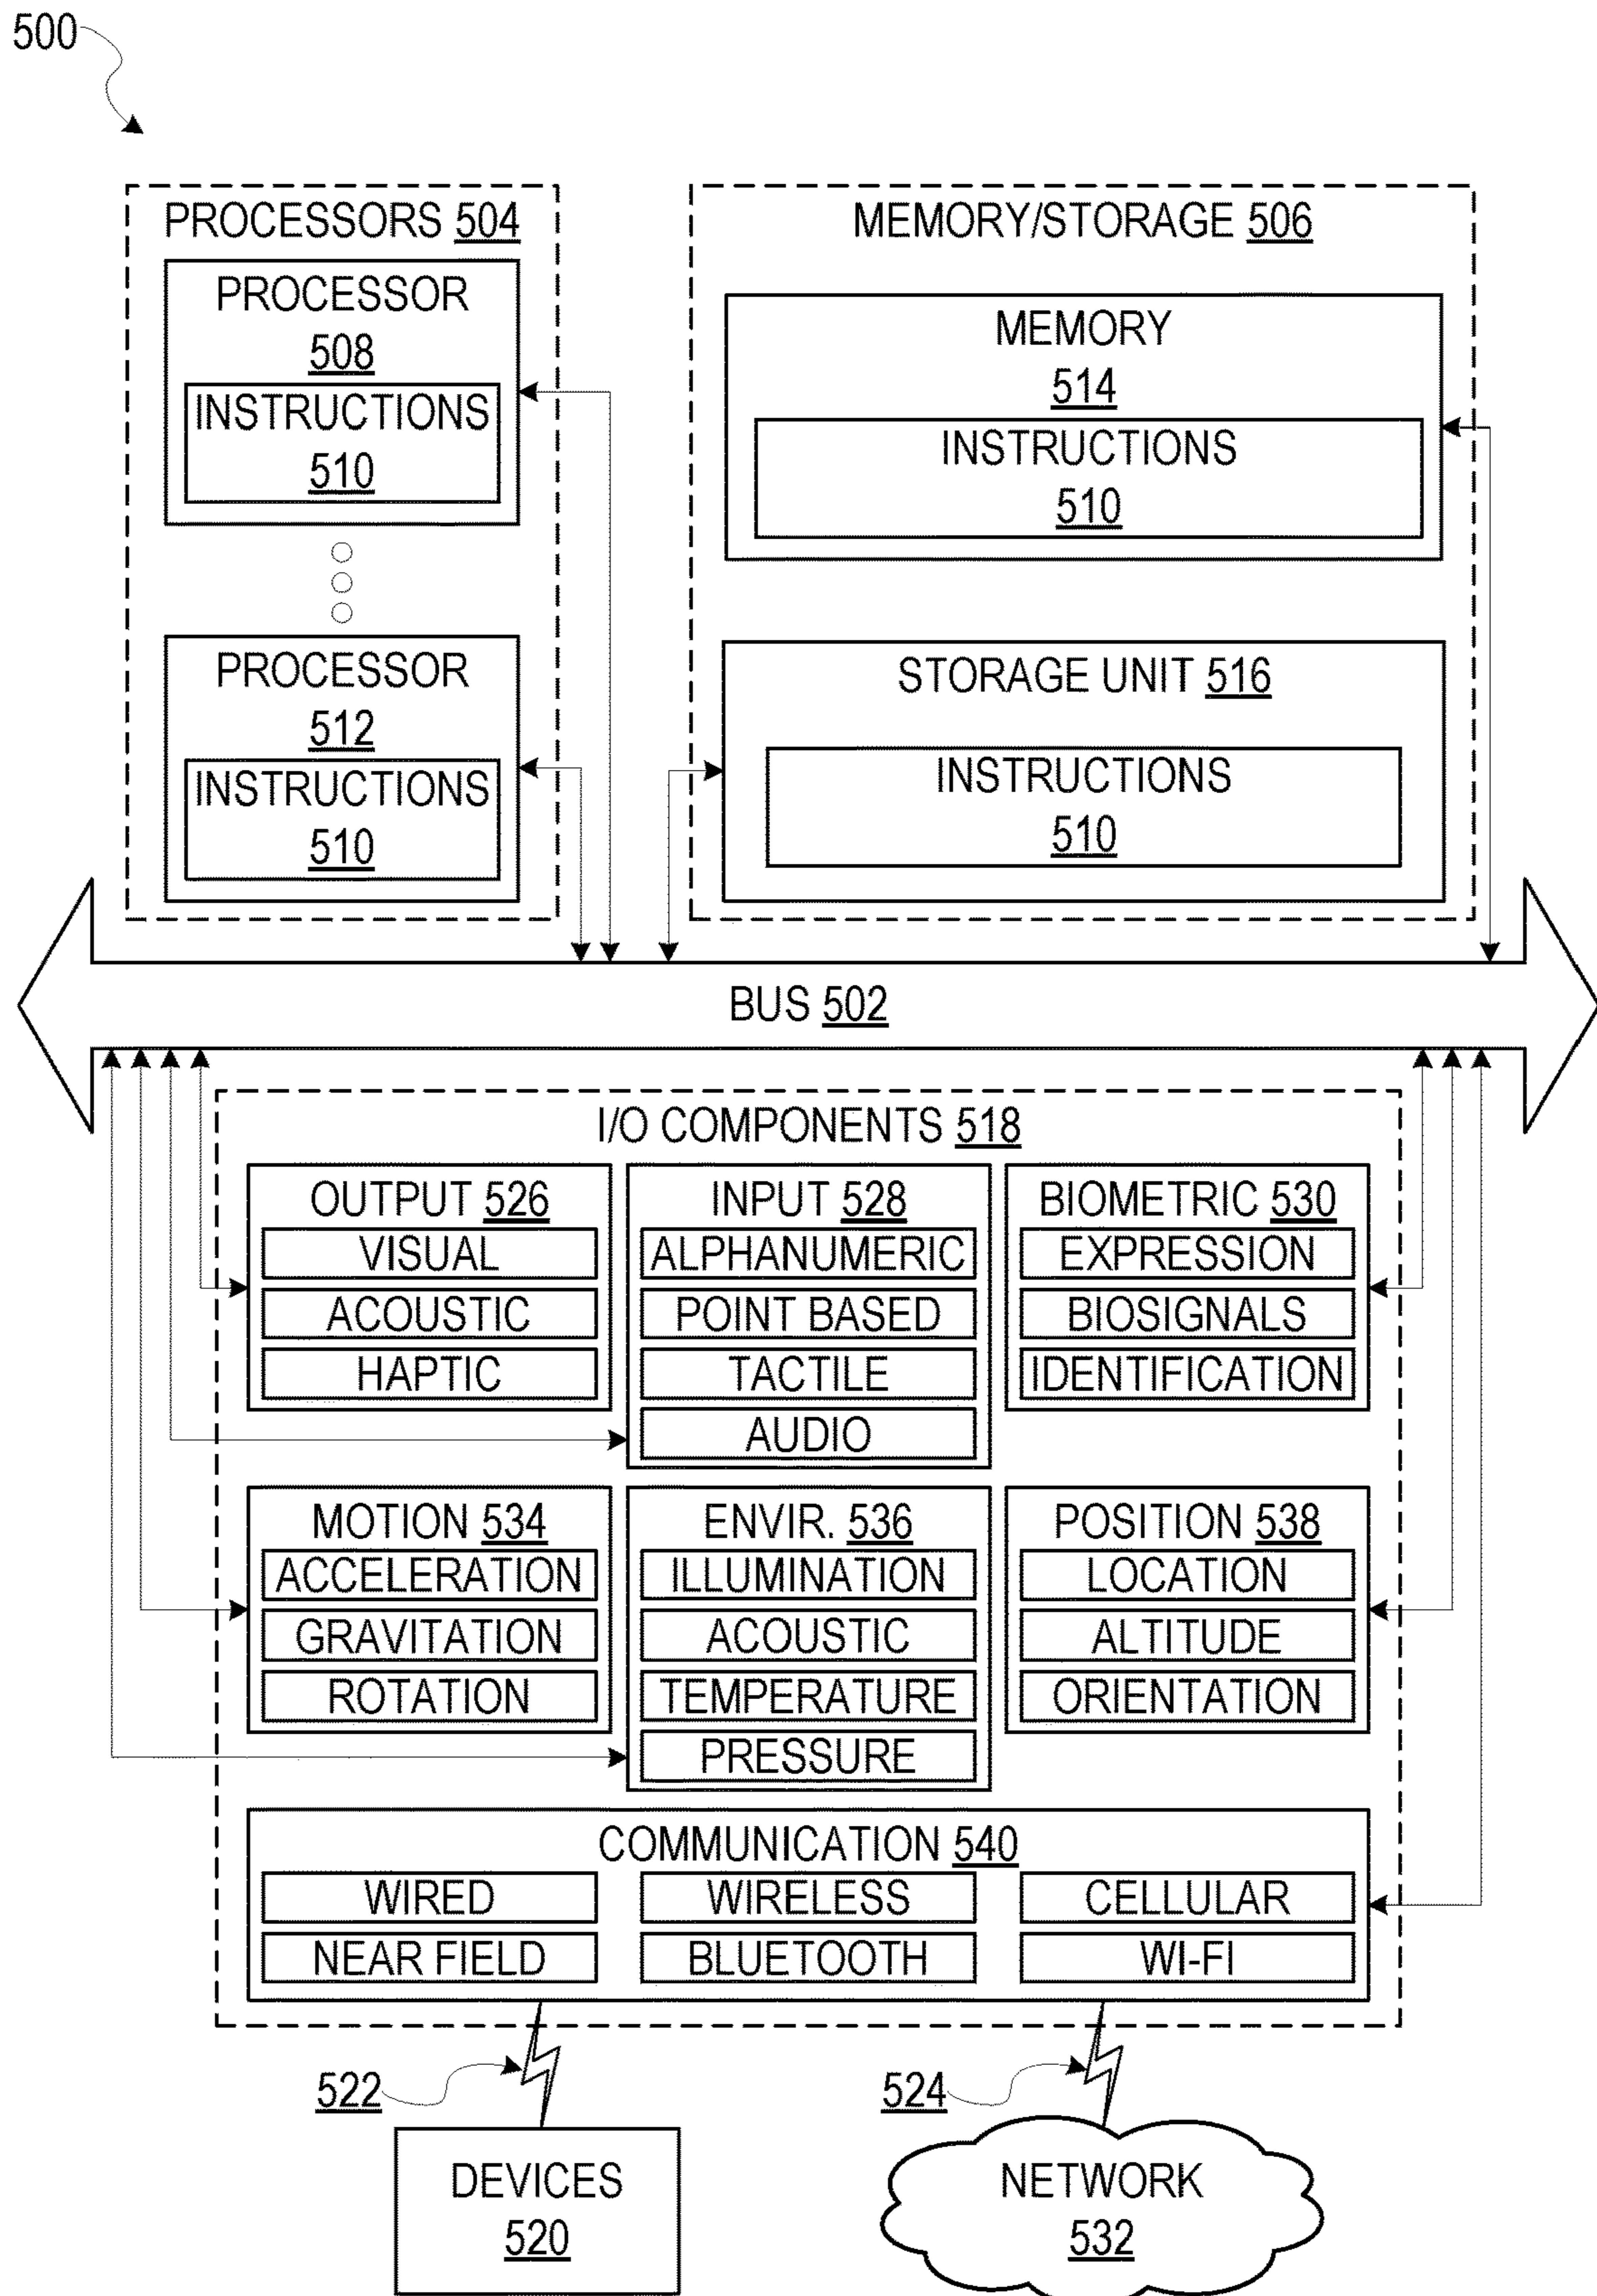 500
PROCESSORS 504
PROCESSOR
508
INSTRUCTIONS
510
PROCESSOR
512
INSTRUCTIONS
510
MEMORY/STORAGE 506
MEMORY
514
INSTRUCTIONS
510
STORAGE UNIT 516
INSTRUCTIONS
510
BUS 502
I/O COMPONENTS 518
OUTPUT 526
VISUAL
ACOUSTIC
HAPTIC
INPUT 528
ALPHANUMERIC
POINT BASED
TACTILE
AUDIO
BIOMETRIC 530
EXPRESSION
BIOSIGNALS
IDENTIFICATION
MOTION 534
ACCELERATION
GRAVITATION
ROTATION
ENVIR. 536
ILLUMINATION
ACOUSTIC
TEMPERATURE
PRESSURE
POSITION 538
LOCATION
ALTITUDE
ORIENTATION
COMMUNICATION 540
WIRED
WIRELESS
CELLULAR
NEAR FIELD
BLUETOOTH
WI-FI
522
524
DEVICES
520
NETWORK
532